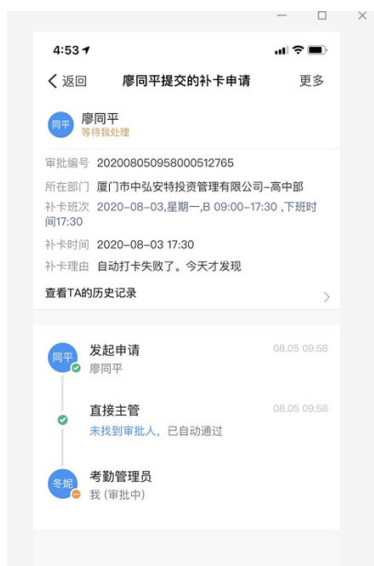 4:53
返回 廖同平提交的补卡申请 更多
同平 廖同平
等待我处理
审批编号 202008050958000512765
所在部门 厦门市中弘安特投资管理有限公司-高中部
补卡班次 2020-08-03,星期一,B 09:00-17:30 ,下班时
间17:30
补卡时间 2020-08-03 17:30
补卡理由 自动打卡失败了。今天才发现
查看TA的历史记录
同平 发起申请 08.05 09:58
廖同平
直接主管 08.05 09:58
未找到审批人，已自动通过
冬妮 考勤管理员
我 (审批中)